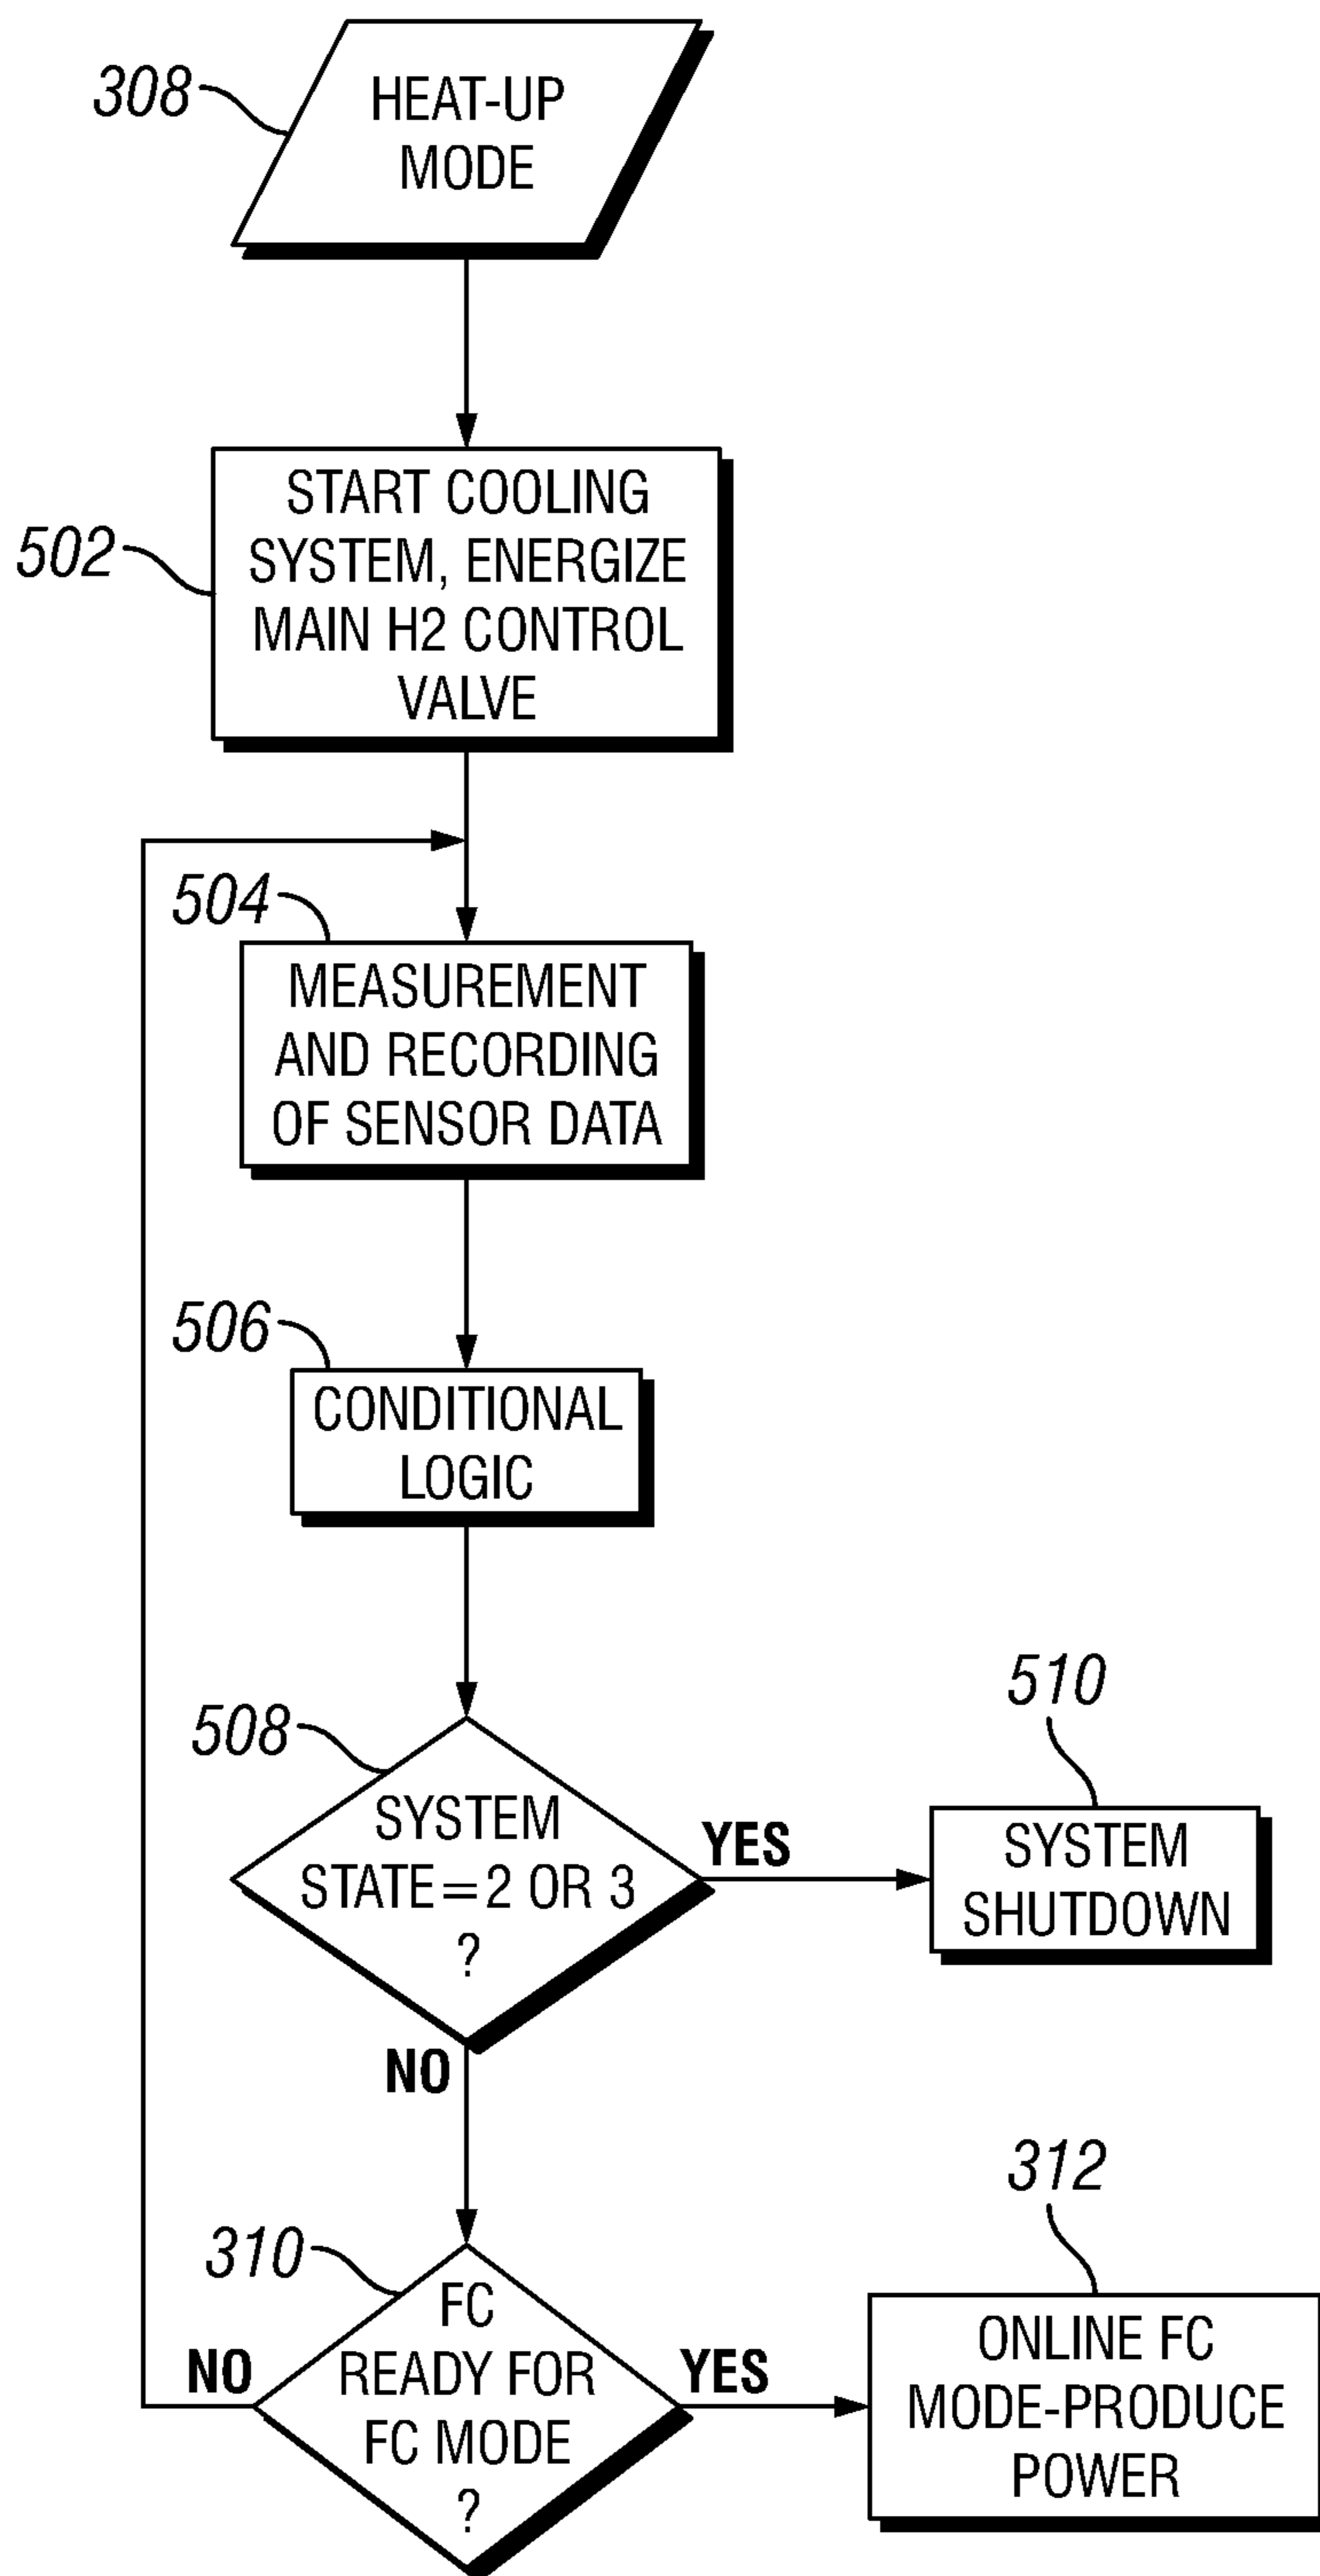 308
HEAT-UP
MODE
502
START COOLING
SYSTEM, ENERGIZE
MAIN H2 CONTROL
VALVE
504
MEASUREMENT
AND RECORDING
OF SENSOR DATA
506
CONDITIONAL
LOGIC
508
SYSTEM
STATE=2 OR 3
?
YES
510
SYSTEM
SHUTDOWN
NO
310
FC
READY FOR
FC MODE
?
NO
YES
312
ONLINE FC
MODE-PRODUCE
POWER